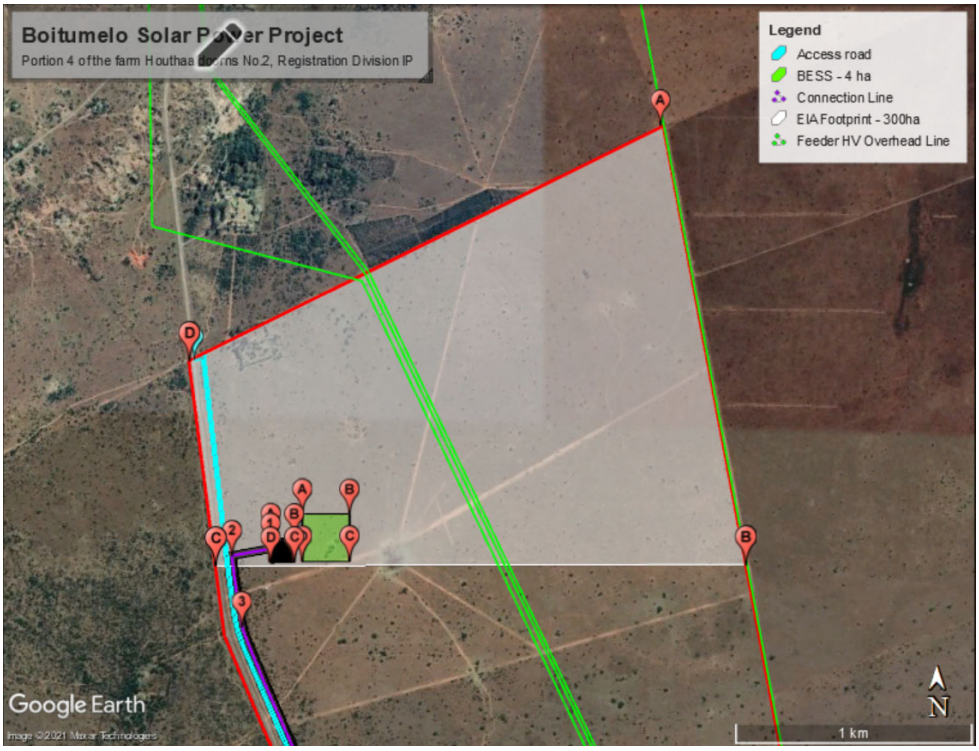 Boitumelo Solar Power Project
Portion 4 of the farm Houthaaldoorns No.2, Registration Division IP
Legend
Access road
BESS - 4 ha
Connection Line
EIA Footprint - 300ha
Feeder HV Overhead Line
A
D
A
B
A
1
B
D
C
C
C
2
B
3
Google Earth
Image © 2021 Maxar Technologies
N
1 km